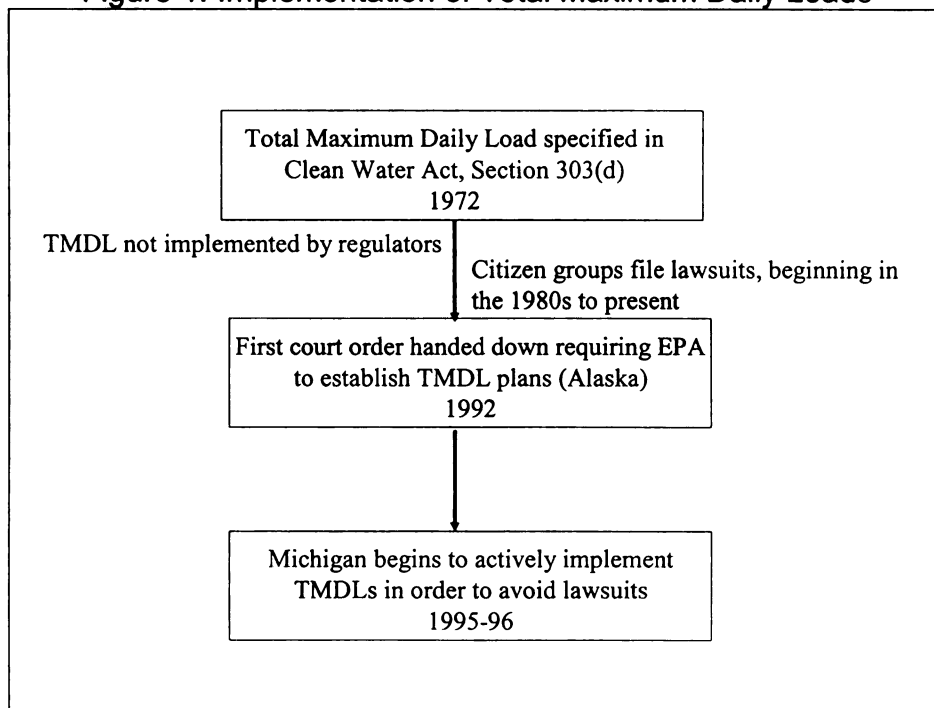 Figure Implementation of Total Maximum Daily Loads
Total Maximum Daily Load specified in
Clean Water Act, Section 303(d)
1972
TMDL not implemented by regulators
Citizen groups file lawsuits, beginning in
the 1980s to present
First court order handed down requiring EPA
to establish TMDL plans (Alaska)
1992
Michigan begins to actively implement
TMDLs in order to avoid lawsuits
1995-96